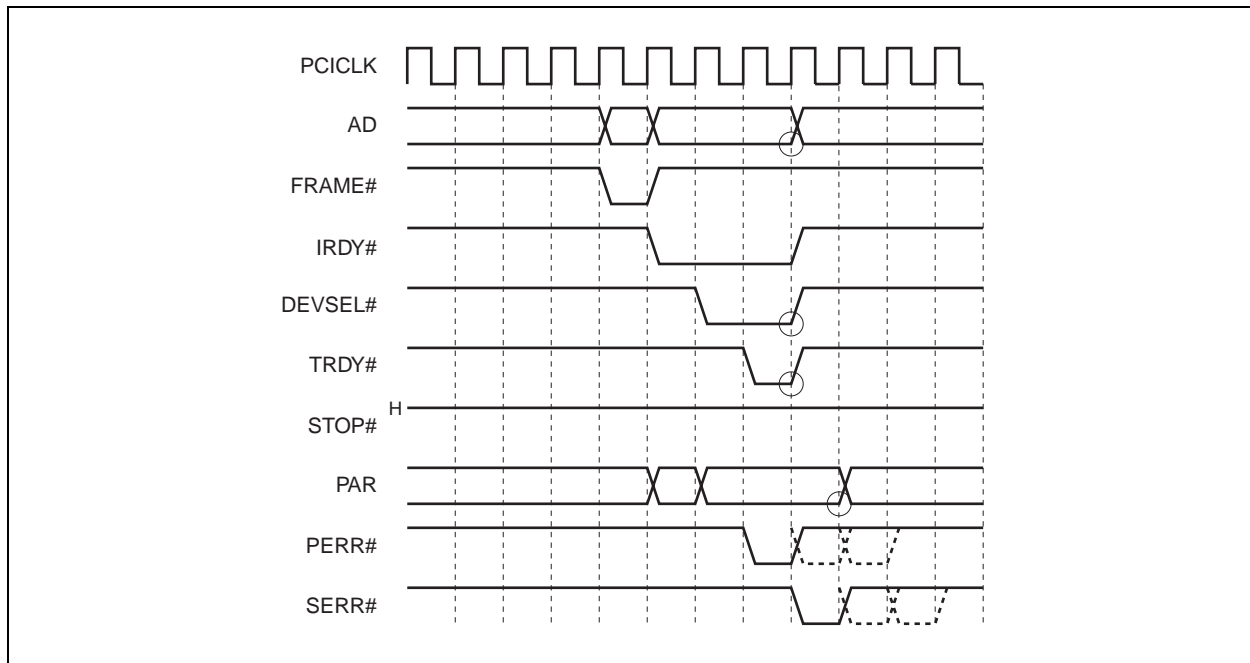 PCICLK
AD
FRAME#
IRDY#
DEVSEL#
TRDY#
H
STOP#
PAR
PERR#
SERR#